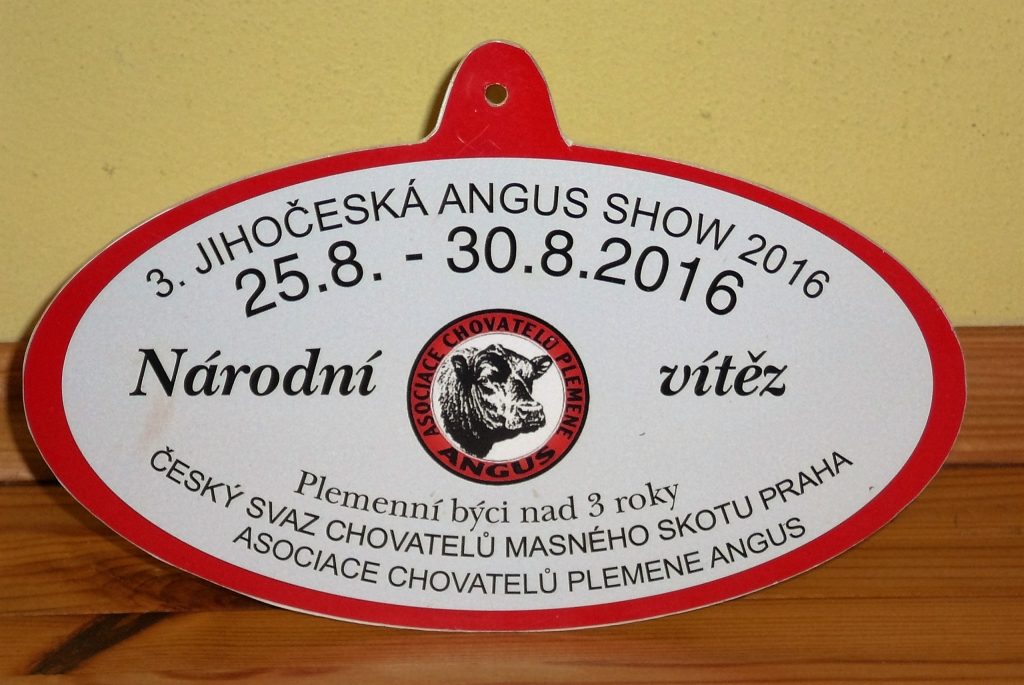 3. JIHOČESKÁ ANGUS SHOW 2016
25.8. - 30.8.2016
Národní vítěz
ASOCIACE CHOVATELŮ PLEMENE
ANGUS
Plemenní býci nad 3 roky
ČESKÝ SVAZ CHOVATELŮ MASNÉHO SKOTU PRAHA
ASOCIACE CHOVATELŮ PLEMENE ANGUS